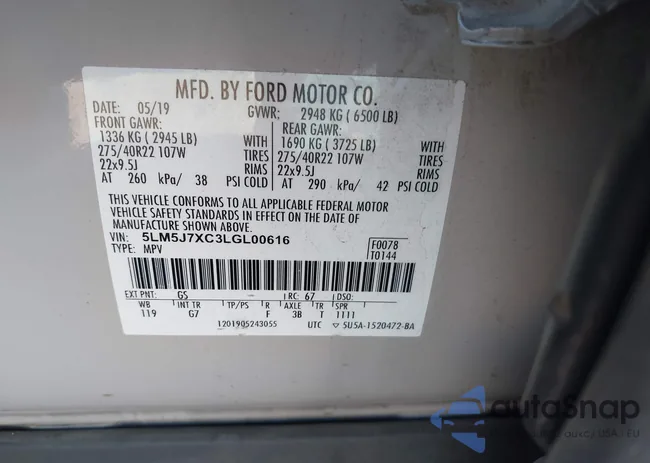 MFD. BY FORD MOTOR CO.
DATE: 05/19 GVWR: 2948 KG ( 6500 LB)
FRONT GAWR: REAR GAWR:
1336 KG ( 2945 LB) WITH 1690 KG ( 3725 LB) WITH
275/40R22 107W TIRES 275/40R22 107W TIRES
22x9.5J RIMS 22x9.5J RIMS
AT 260 kPa/ 38 PSI COLD AT 290 kPa/ 42 PSI COLD
THIS VEHICLE CONFORMS TO ALL APPLICABLE FEDERAL MOTOR
VEHICLE SAFETY STANDARDS IN EFFECT ON THE DATE OF
MANUFACTURE SHOWN ABOVE.
VIN: 5LM5J7XC3LGL00616 F0078
TYPE: MPV T0144
EXT PNT: GS - RC: 67 DSO:
WB INT TR TP/PS R AXLE TR SPR
119 G7 F 3B T 1111
1201905243055 UTC ▽ 5U5A-1520472-BA
autoSnap
auxc / USA, EU